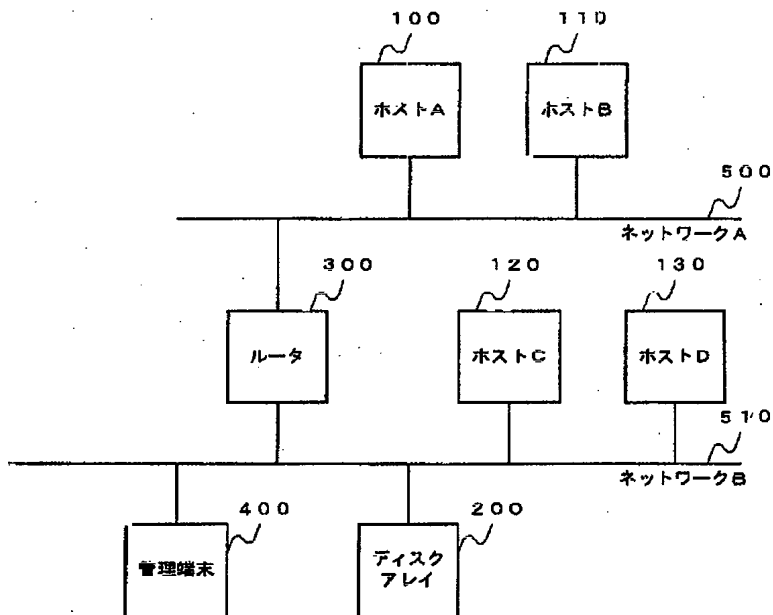 100
110
ホストA
ホストB
500
ネットワークA
300
120
130
ルータ
ホストC
ホストD
510
ネットワークB
400
200
管理端末
ディスク
アレイ